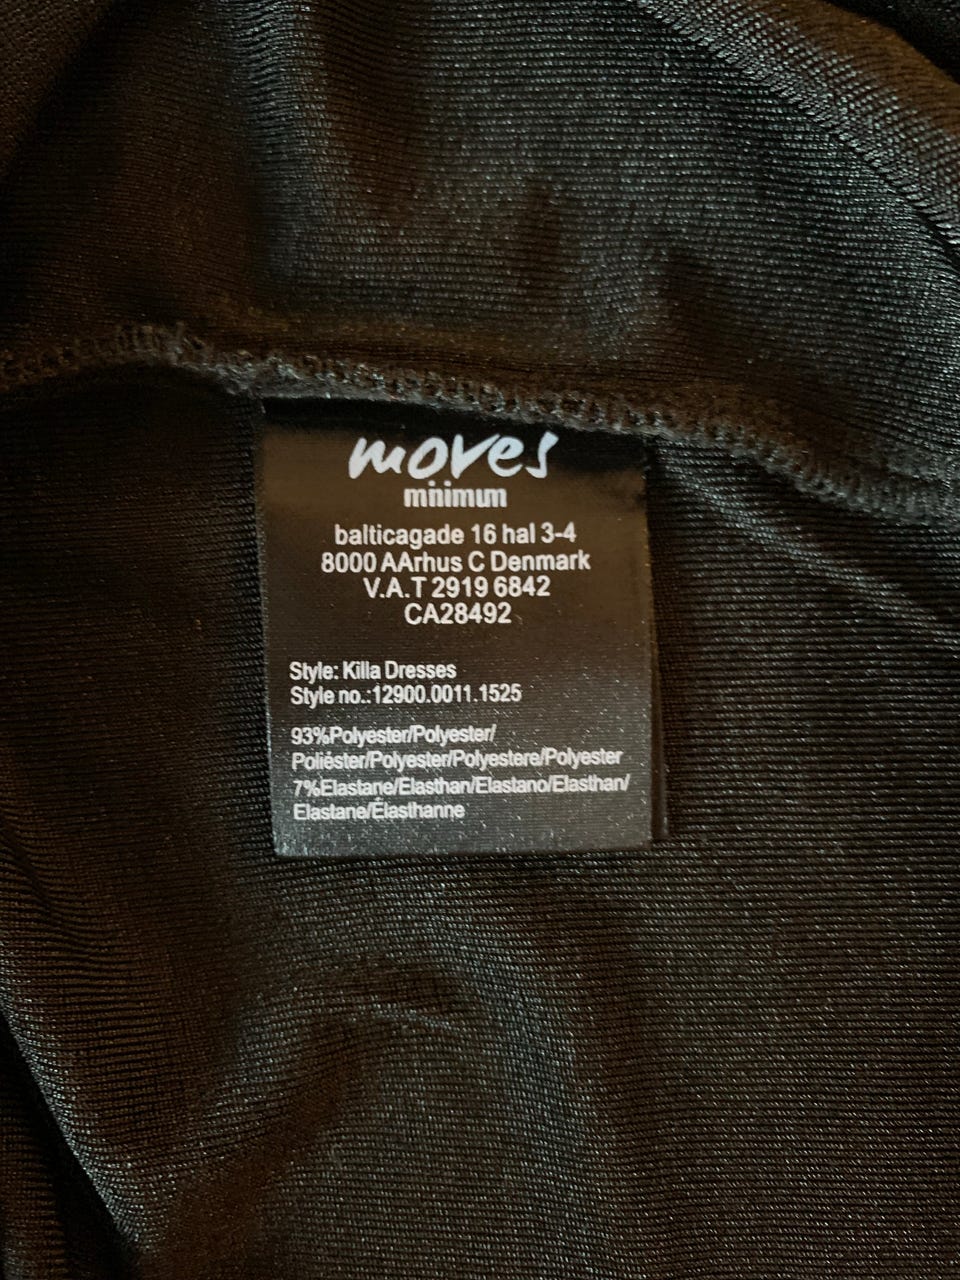 moves
minimum
balticagade 16 hal 3-4
8000 AArhus C Denmark
V.A.T 2919 6842
CA28492
Style: Killa Dresses
Style no.:12900.0011.1525
93%Polyester/Polyester/
Poliéster/Polyester/Polyestere/Polyester
7%Elastane/Elasthan/Elastano/Elasthan/
Elastane/Élasthanne